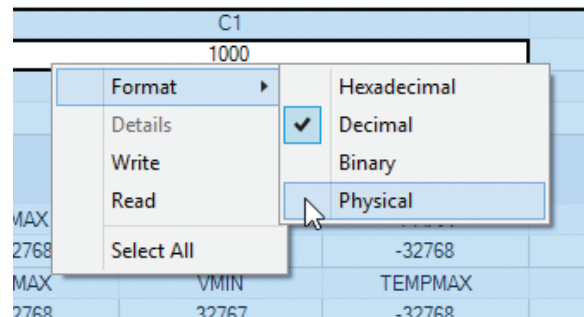 C1
1000
Format Hexadecimal
Details Decimal
Write Binary
Read Physical
Select All
MAX
2768 -32768
MAX VMIN TEMPMAX
2768 32767 -32768